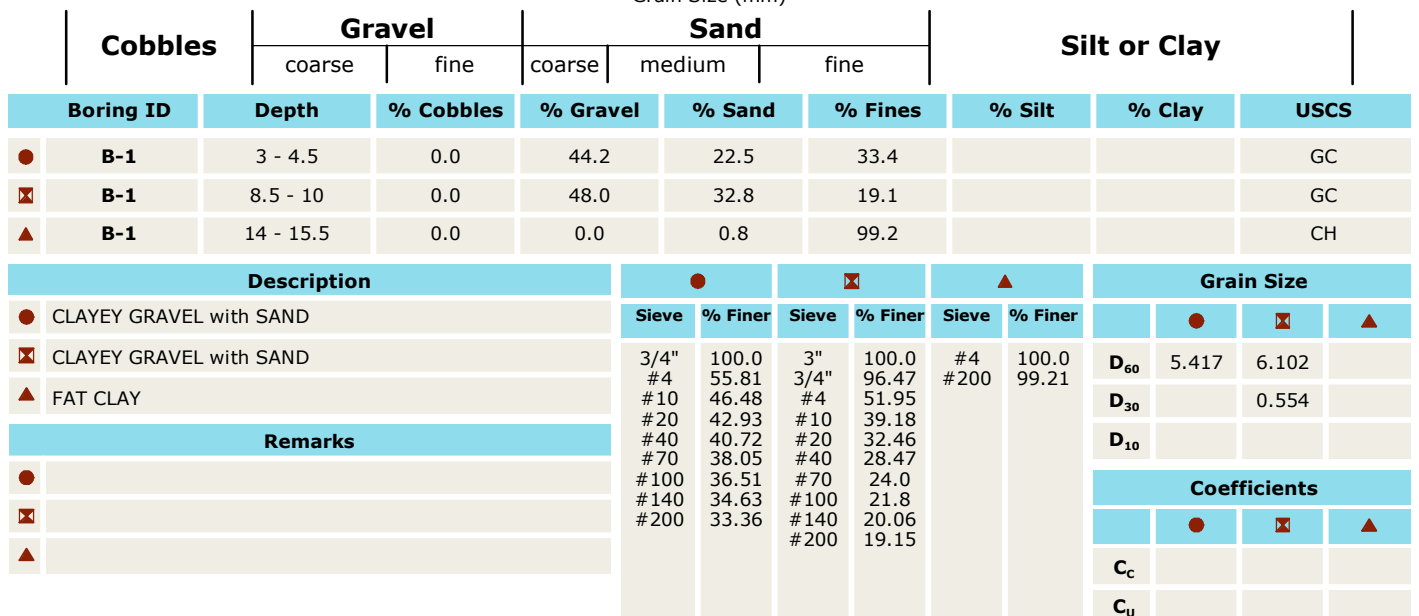 Grain Size (mm)
Cobbles Gravel Sand Silt or Clay
coarse fine coarse medium fine
Boring ID Depth % Cobbles % Gravel % Sand % Fines % Silt % Clay USCS
B-1 3 - 4.5 0.0 44.2 22.5 33.4 GC
B-1 8.5 - 10 0.0 48.0 32.8 19.1 GC
B-1 14 - 15.5 0.0 0.0 0.8 99.2 CH
Description
CLAYEY GRAVEL with SAND
CLAYEY GRAVEL with SAND
FAT CLAY
Remarks
Sieve % Finer Sieve % Finer Sieve % Finer
3/4" 100.0 3" 100.0 #4 100.0
#4 55.81 3/4" 96.47 #200 99.21
#10 46.48 #4 51.95
#20 42.93 #10 39.18
#40 40.72 #20 32.46
#70 38.05 #40 28.47
#100 36.51 #70 24.0
#140 34.63 #100 21.8
#200 33.36 #140 20.06
#200 19.15
Grain Size
D60 5.417 6.102
D30 0.554
D10
Coefficients
CC
CU